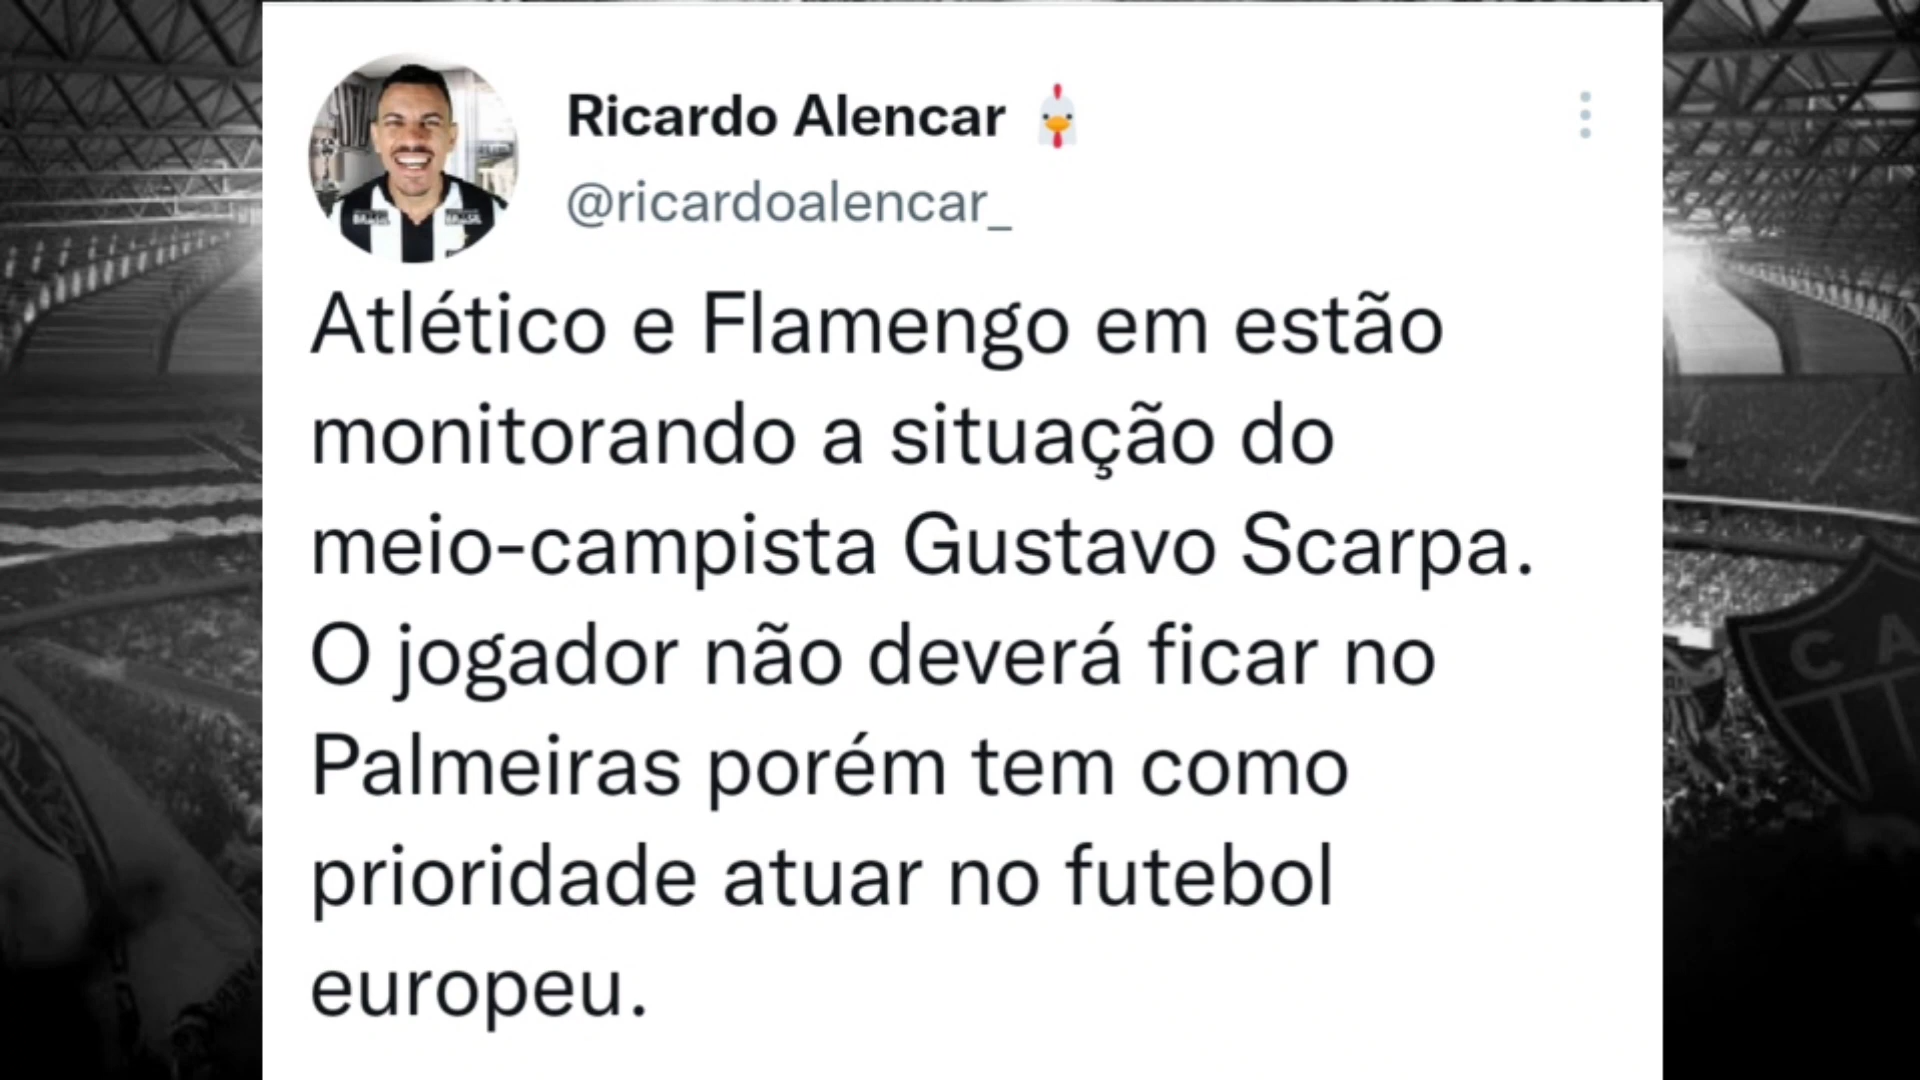 Ricardo Alencar 🐔
@ricardoalencar_
Atlético e Flamengo em estão
monitorando a situação do
meio-campista Gustavo Scarpa.
O jogador não deverá ficar no
Palmeiras porém tem como
prioridade atuar no futebol
europeu.
C A